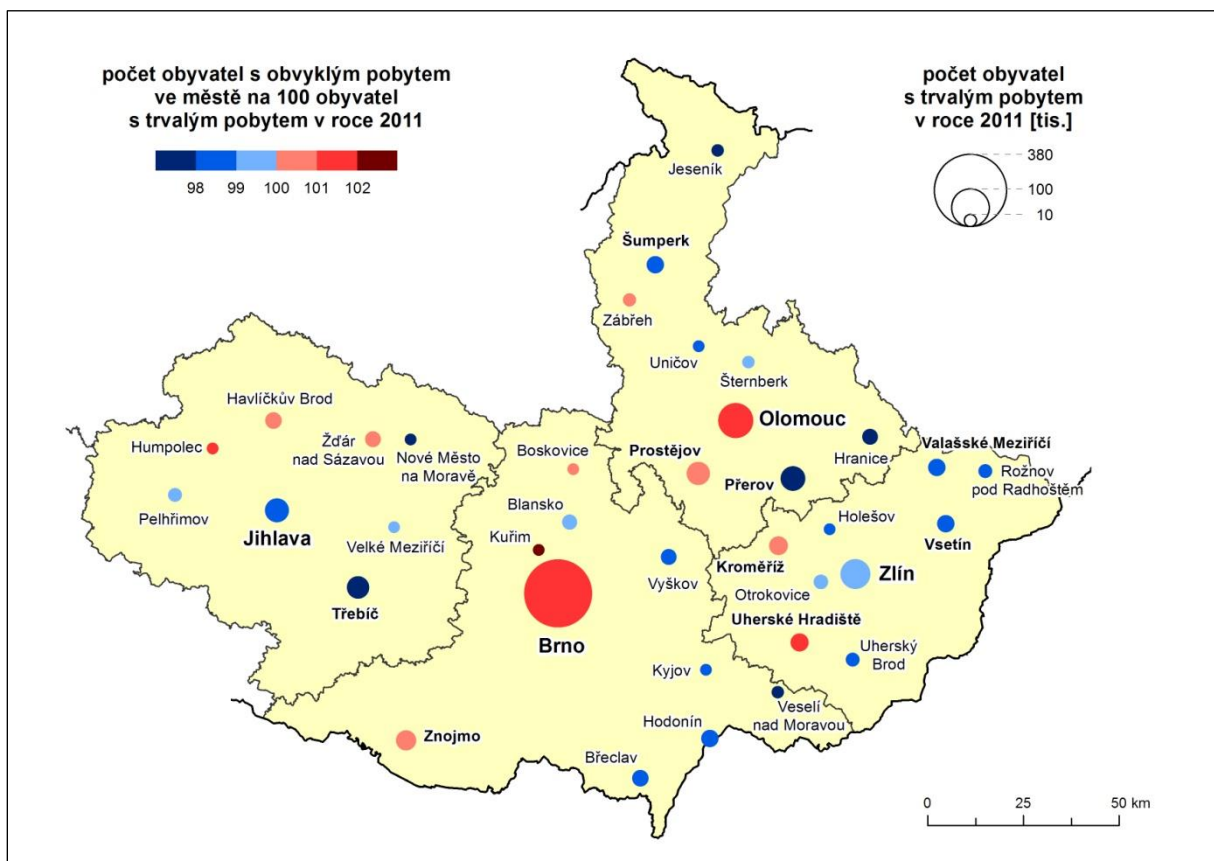 počet obyvatel s obvyklým pobytem
ve městě na 100 obyvatel
s trvalým pobytem v roce 2011
98 99 100 101 102
počet obyvatel
s trvalým pobytem
v roce 2011 [tis.]
380
100
10
Jeseník
Šumperk
Zábřeh
Uničov
Šternberk
Olomouc
Prostějov
Přerov
Hranice
Valašské Meziříčí
Rožnov
pod Radhoštěm
Havlíčkův Brod
Humpolec
Žďár
nad Sázavou
Nové Město
na Moravě
Pelhřimov
Jihlava
Velké Meziříčí
Třebíč
Boskovice
Blansko
Kuřim
Vyškov
Brno
Holešov
Vsetín
Kroměříž
Zlín
Otrokovice
Uherské Hradiště
Uherský
Brod
Kyjov
Veselí
nad Moravou
Hodonín
Znojmo
Břeclav
0 25 50 km